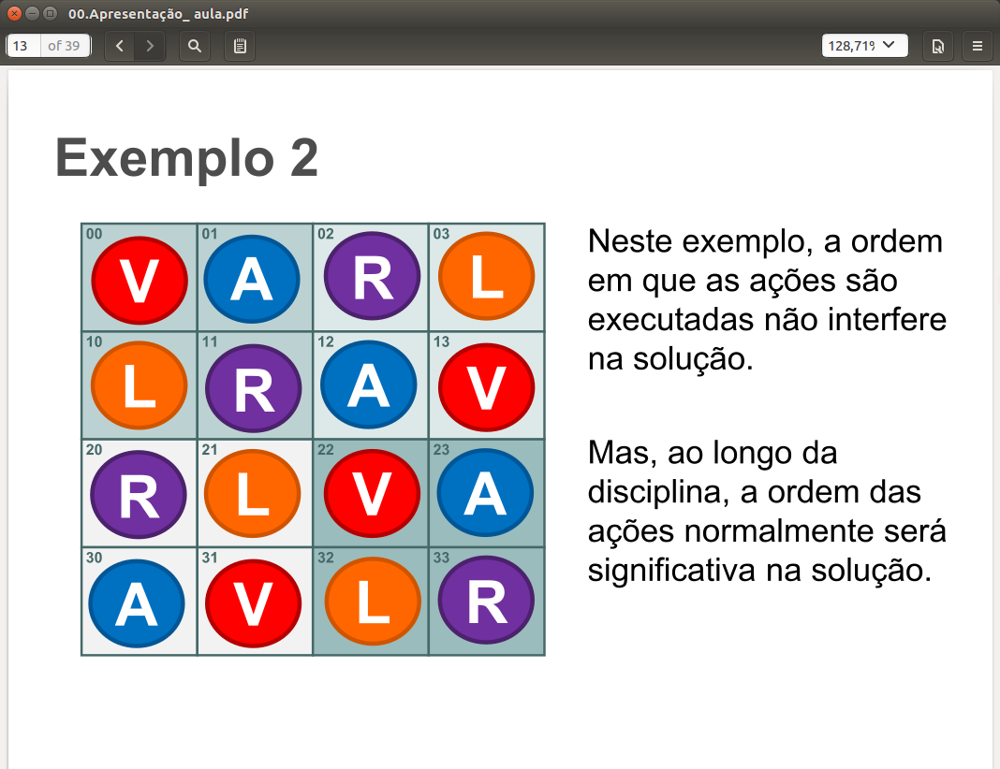 00.Apresentação_ aula.pdf
13 of 39
128,71%
Exemplo 2
00 01 02 03
V A R L
10 11 12 13
L R A V
20 21 22 23
R L V A
30 31 32 33
A V L R
Neste exemplo, a ordem
em que as ações são
executadas não interfere
na solução.
Mas, ao longo da
disciplina, a ordem das
ações normalmente será
significativa na solução.